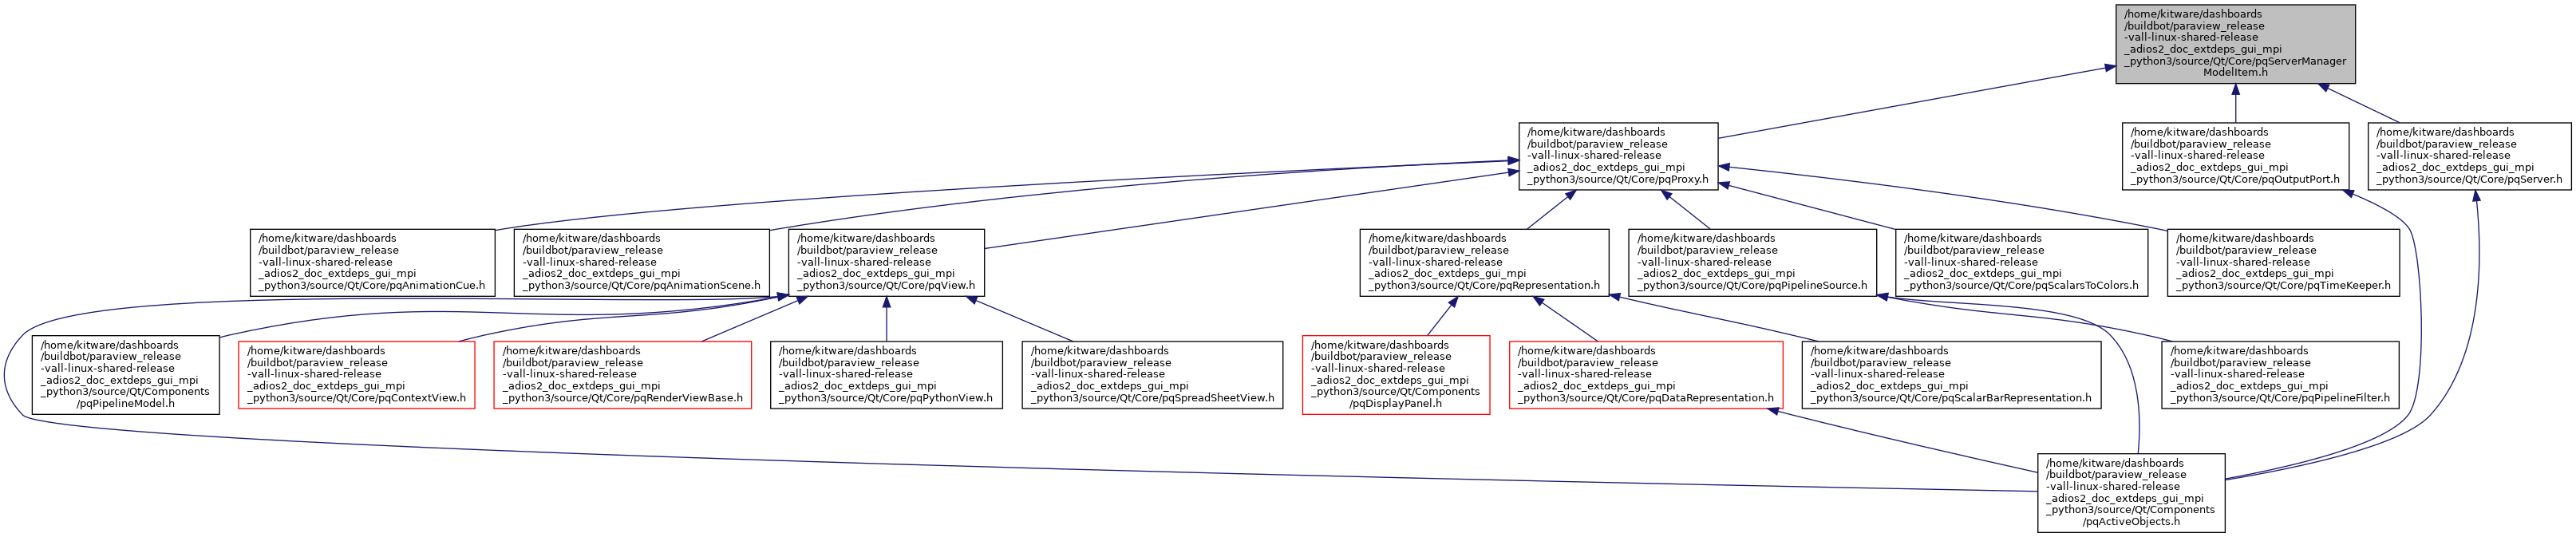 /home/kitware/dashboards
/buildbot/paraview_release
-vall-linux-shared-release
_adios2_doc_extdeps_gui_mpi
_python3/source/Qt/Core/pqServerManager
ModelItem.h
/home/kitware/dashboards
/buildbot/paraview_release
-vall-linux-shared-release
_adios2_doc_extdeps_gui_mpi
_python3/source/Qt/Core/pqProxy.h
/home/kitware/dashboards
/buildbot/paraview_release
-vall-linux-shared-release
_adios2_doc_extdeps_gui_mpi
_python3/source/Qt/Core/pqOutputPort.h
/home/kitware/dashboards
/buildbot/paraview_release
-vall-linux-shared-release
_adios2_doc_extdeps_gui_mpi
_python3/source/Qt/Core/pqServer.h
/home/kitware/dashboards
/buildbot/paraview_release
-vall-linux-shared-release
_adios2_doc_extdeps_gui_mpi
_python3/source/Qt/Core/pqAnimationCue.h
/home/kitware/dashboards
/buildbot/paraview_release
-vall-linux-shared-release
_adios2_doc_extdeps_gui_mpi
_python3/source/Qt/Core/pqAnimationScene.h
/home/kitware/dashboards
/buildbot/paraview_release
-vall-linux-shared-release
_adios2_doc_extdeps_gui_mpi
_python3/source/Qt/Core/pqView.h
/home/kitware/dashboards
/buildbot/paraview_release
-vall-linux-shared-release
_adios2_doc_extdeps_gui_mpi
_python3/source/Qt/Core/pqRepresentation.h
/home/kitware/dashboards
/buildbot/paraview_release
-vall-linux-shared-release
_adios2_doc_extdeps_gui_mpi
_python3/source/Qt/Core/pqPipelineSource.h
/home/kitware/dashboards
/buildbot/paraview_release
-vall-linux-shared-release
_adios2_doc_extdeps_gui_mpi
_python3/source/Qt/Core/pqScalarsToColors.h
/home/kitware/dashboards
/buildbot/paraview_release
-vall-linux-shared-release
_adios2_doc_extdeps_gui_mpi
_python3/source/Qt/Core/pqTimeKeeper.h
/home/kitware/dashboards
/buildbot/paraview_release
-vall-linux-shared-release
_adios2_doc_extdeps_gui_mpi
_python3/source/Qt/Components
/pqPipelineModel.h
/home/kitware/dashboards
/buildbot/paraview_release
-vall-linux-shared-release
_adios2_doc_extdeps_gui_mpi
_python3/source/Qt/Core/pqContextView.h
/home/kitware/dashboards
/buildbot/paraview_release
-vall-linux-shared-release
_adios2_doc_extdeps_gui_mpi
_python3/source/Qt/Core/pqRenderViewBase.h
/home/kitware/dashboards
/buildbot/paraview_release
-vall-linux-shared-release
_adios2_doc_extdeps_gui_mpi
_python3/source/Qt/Core/pqPythonView.h
/home/kitware/dashboards
/buildbot/paraview_release
-vall-linux-shared-release
_adios2_doc_extdeps_gui_mpi
_python3/source/Qt/Core/pqSpreadSheetView.h
/home/kitware/dashboards
/buildbot/paraview_release
-vall-linux-shared-release
_adios2_doc_extdeps_gui_mpi
_python3/source/Qt/Components
/pqDisplayPanel.h
/home/kitware/dashboards
/buildbot/paraview_release
-vall-linux-shared-release
_adios2_doc_extdeps_gui_mpi
_python3/source/Qt/Core/pqDataRepresentation.h
/home/kitware/dashboards
/buildbot/paraview_release
-vall-linux-shared-release
_adios2_doc_extdeps_gui_mpi
_python3/source/Qt/Core/pqScalarBarRepresentation.h
/home/kitware/dashboards
/buildbot/paraview_release
-vall-linux-shared-release
_adios2_doc_extdeps_gui_mpi
_python3/source/Qt/Core/pqPipelineFilter.h
/home/kitware/dashboards
/buildbot/paraview_release
-vall-linux-shared-release
_adios2_doc_extdeps_gui_mpi
_python3/source/Qt/Components
/pqActiveObjects.h